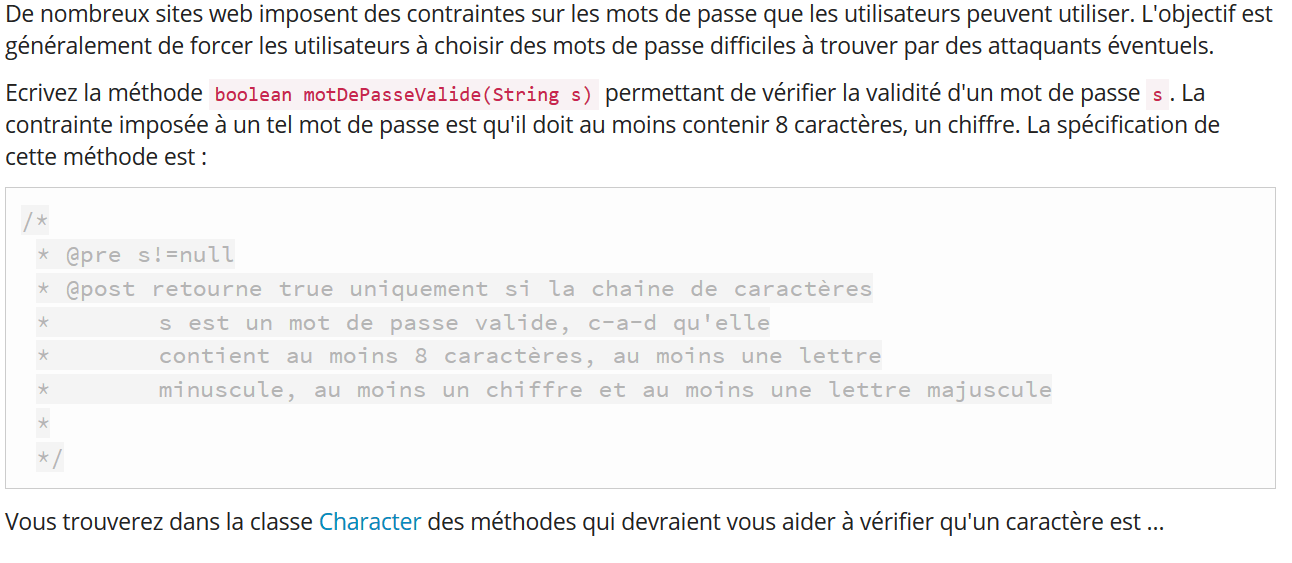 De nombreux sites web imposent des contraintes sur les mots de passe que les utilisateurs peuvent utiliser. L'objectif est
généralement de forcer les utilisateurs à choisir des mots de passe difficiles à trouver par des attaquants éventuels.
Ecrivez la méthode boolean motDePasseValide(String s) permettant de vérifier la validité d'un mot de passe s. La
contrainte imposée à un tel mot de passe est qu'il doit au moins contenir 8 caractères, un chiffre. La spécification de
cette méthode est :
/*
* @pre s!=null
* @post retourne true uniquement si la chaine de caractères
* s est un mot de passe valide, c-a-d qu'elle
* contient au moins 8 caractères, au moins une lettre
* minuscule, au moins un chiffre et au moins une lettre majuscule
*
*/
Vous trouverez dans la classe Character des méthodes qui devraient vous aider à vérifier qu'un caractère est ...